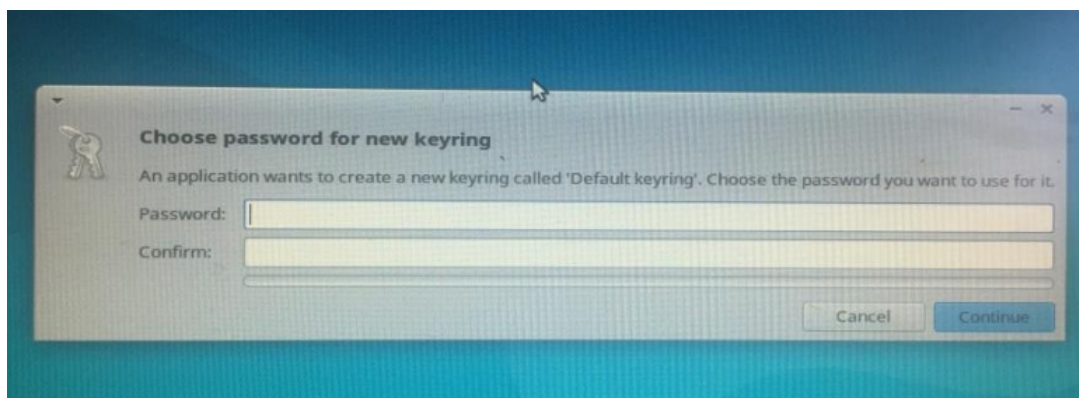 Choose password for new keyring
An application wants to create a new keyring called 'Default keyring'. Choose the password you want to use for it.
Password:
Confirm:
Cancel
Continue